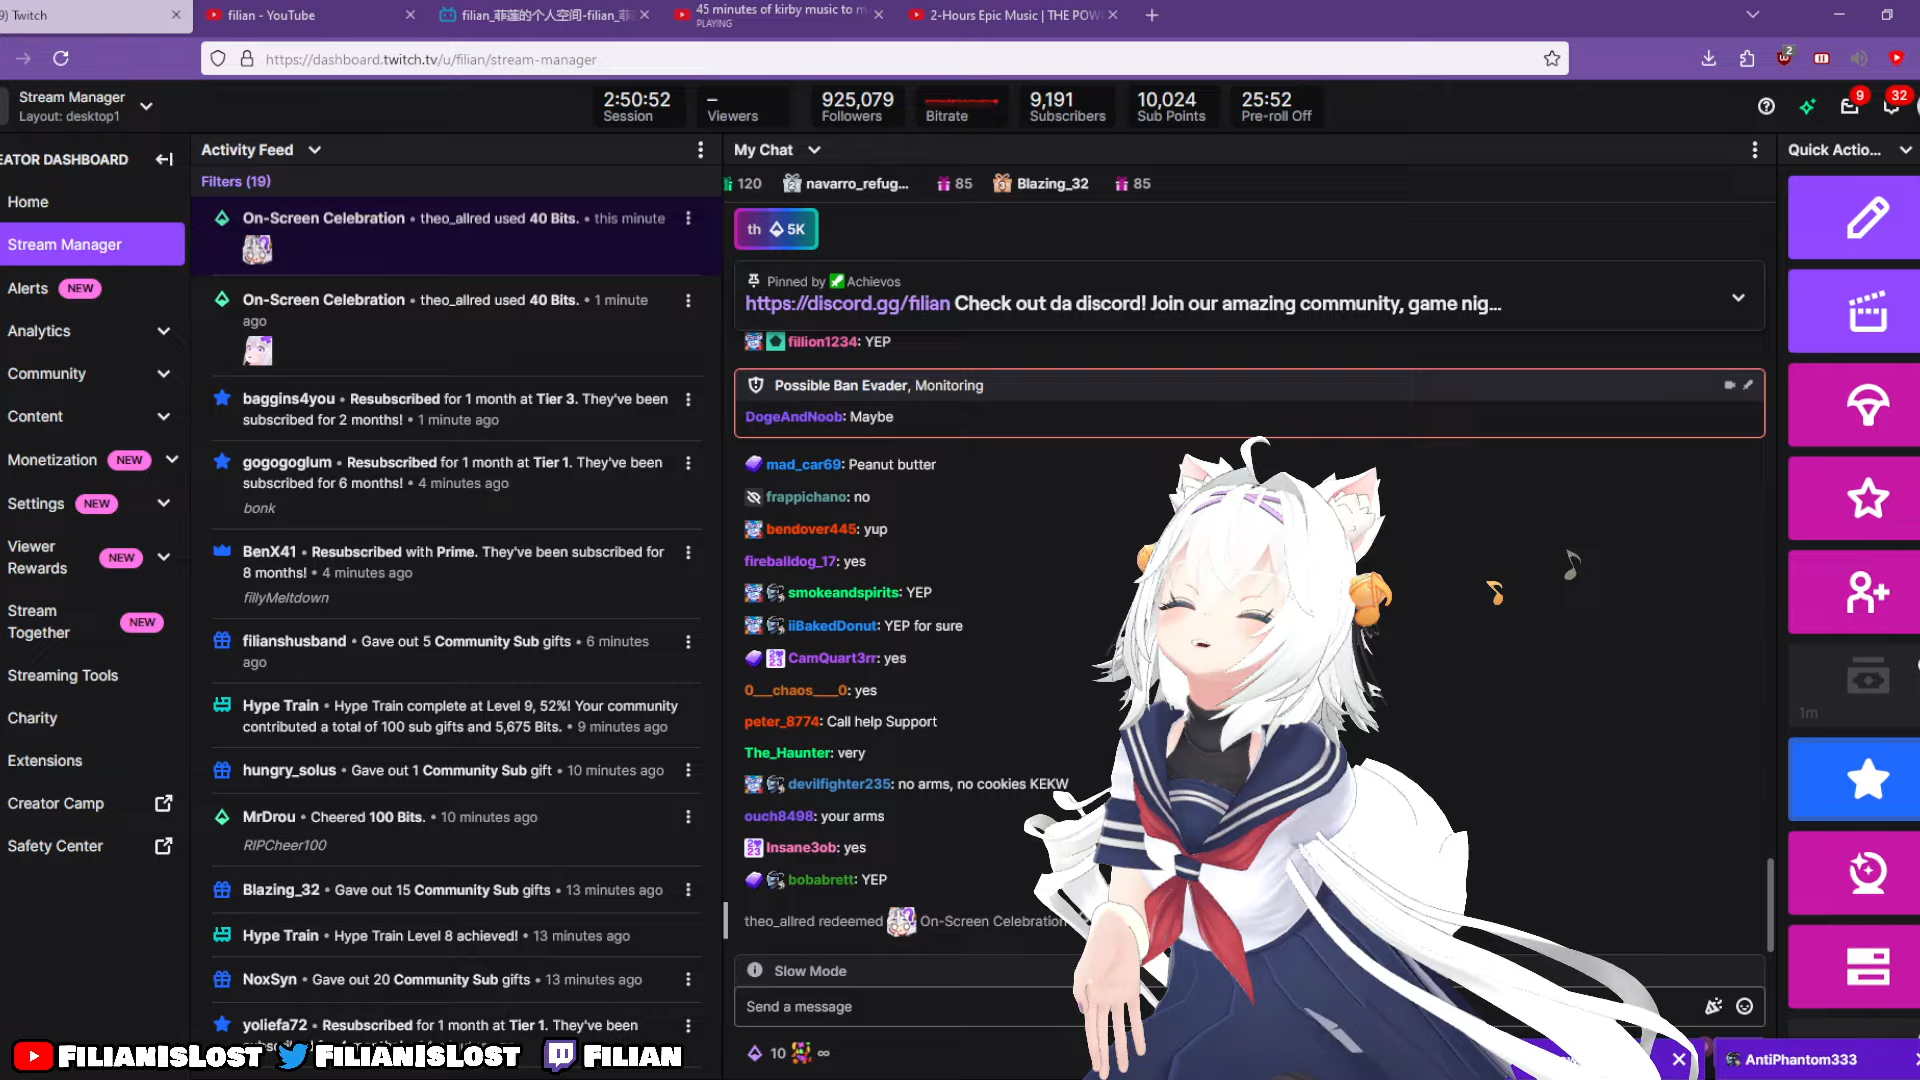 9) Twitch
filian - YouTube
filian_菲莲的个人空间-filian_菲
45 minutes of kirby music to m
PLAYING
2-Hours Epic Music | THE POW
https://dashboard.twitch.tv/u/filian/stream-manager
2
Stream Manager
Layout: desktop1
2:50:52
Session
–
Viewers
925,079
Followers
Bitrate
9,191
Subscribers
10,024
Sub Points
25:52
Pre-roll Off
9
32
EATOR DASHBOARD
Home
Stream Manager
Alerts NEW
Analytics
Community
Content
Monetization NEW
Settings NEW
Viewer
Rewards NEW
Stream
Together NEW
Streaming Tools
Charity
Extensions
Creator Camp
Safety Center
Activity Feed
Filters (19)
On-Screen Celebration • theo_allred used 40 Bits. • this minute
On-Screen Celebration • theo_allred used 40 Bits. • 1 minute
ago
baggins4you • Resubscribed for 1 month at Tier 3. They've been
subscribed for 2 months! • 1 minute ago
gogogoglum • Resubscribed for 1 month at Tier 1. They've been
subscribed for 6 months! • 4 minutes ago
bonk
BenX41 • Resubscribed with Prime. They've been subscribed for
8 months! • 4 minutes ago
fillyMeltdown
filianshusband • Gave out 5 Community Sub gifts • 6 minutes
ago
Hype Train • Hype Train complete at Level 9, 52%! Your community
contributed a total of 100 sub gifts and 5,675 Bits. • 9 minutes ago
hungry_solus • Gave out 1 Community Sub gift • 10 minutes ago
MrDrou • Cheered 100 Bits. • 10 minutes ago
RIPCheer100
Blazing_32 • Gave out 15 Community Sub gifts • 13 minutes ago
Hype Train • Hype Train Level 8 achieved! • 13 minutes ago
NoxSyn • Gave out 20 Community Sub gifts • 13 minutes ago
yoliefa72 • Resubscribed for 1 month at Tier 1. They've been
FILIANISLOST FILIANISLOST FILIAN
My Chat
120 navarro_refug... 85 Blazing_32 85
th 5K
Pinned by Achievos
https://discord.gg/filian Check out da discord! Join our amazing community, game nig...
fillion1234: YEP
Possible Ban Evader, Monitoring
DogeAndNoob: Maybe
mad_car69: Peanut butter
frappichano: no
bendover445: yup
fireballdog_17: yes
smokeandspirits: YEP
iiBakedDonut: YEP for sure
CamQuart3rr: yes
0___chaos___0: yes
peter_8774: Call help Support
The_Haunter: very
devilfighter235: no arms, no cookies KEKW
ouch8498: your arms
Insane3ob: yes
bobabrett: YEP
theo_allred redeemed On-Screen Celebration
Slow Mode
Send a message
10 ∞
Quick Actio...
1m
AntiPhantom333